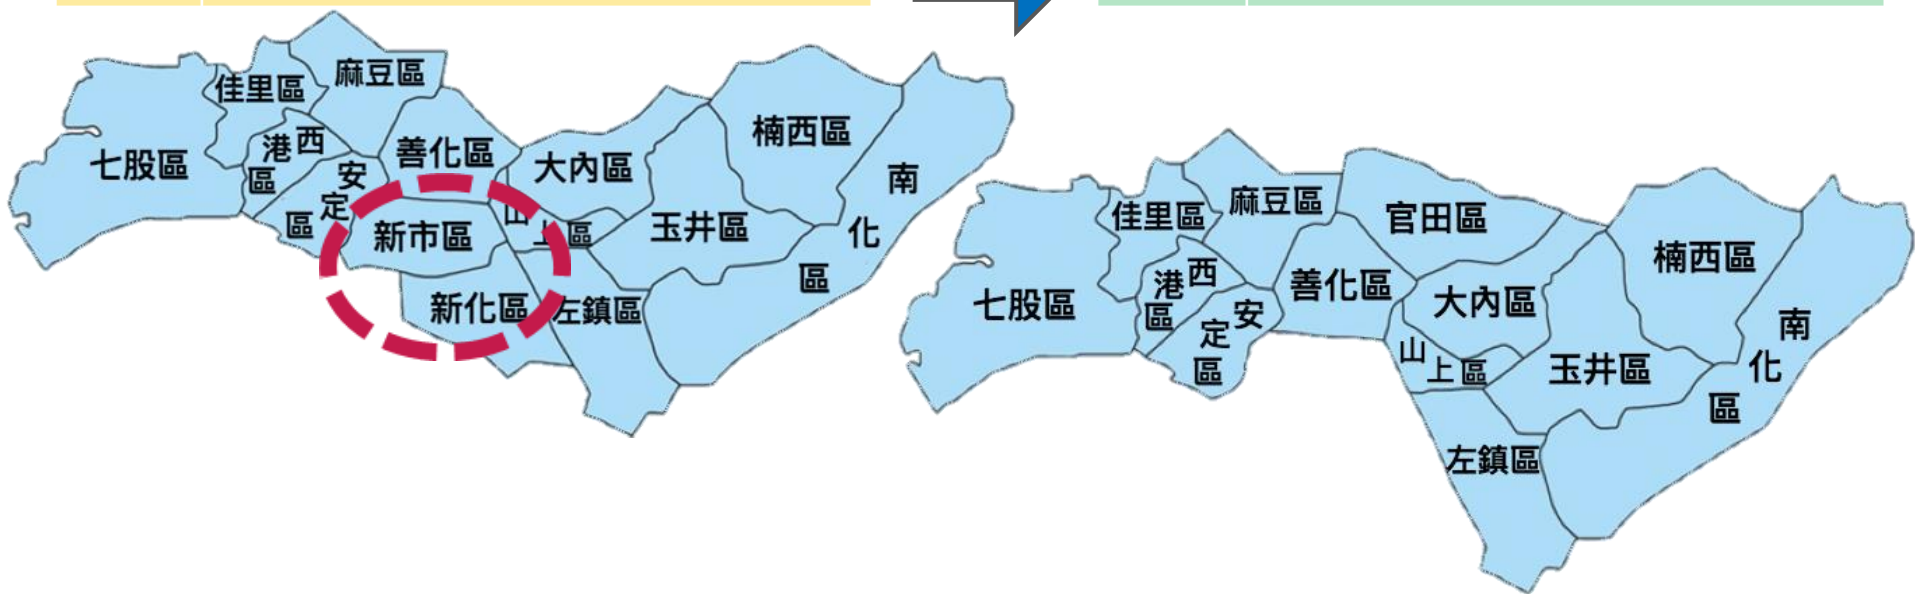 麻豆區
佳里區
七股區
西港區
善化區
安定區
大內區
楠西區
南化區
新市區
山上區
玉井區
新化區
左鎮區
麻豆區
佳里區
官田區
七股區
西港區
善化區
安定區
大內區
楠西區
南化區
山上區
玉井區
左鎮區